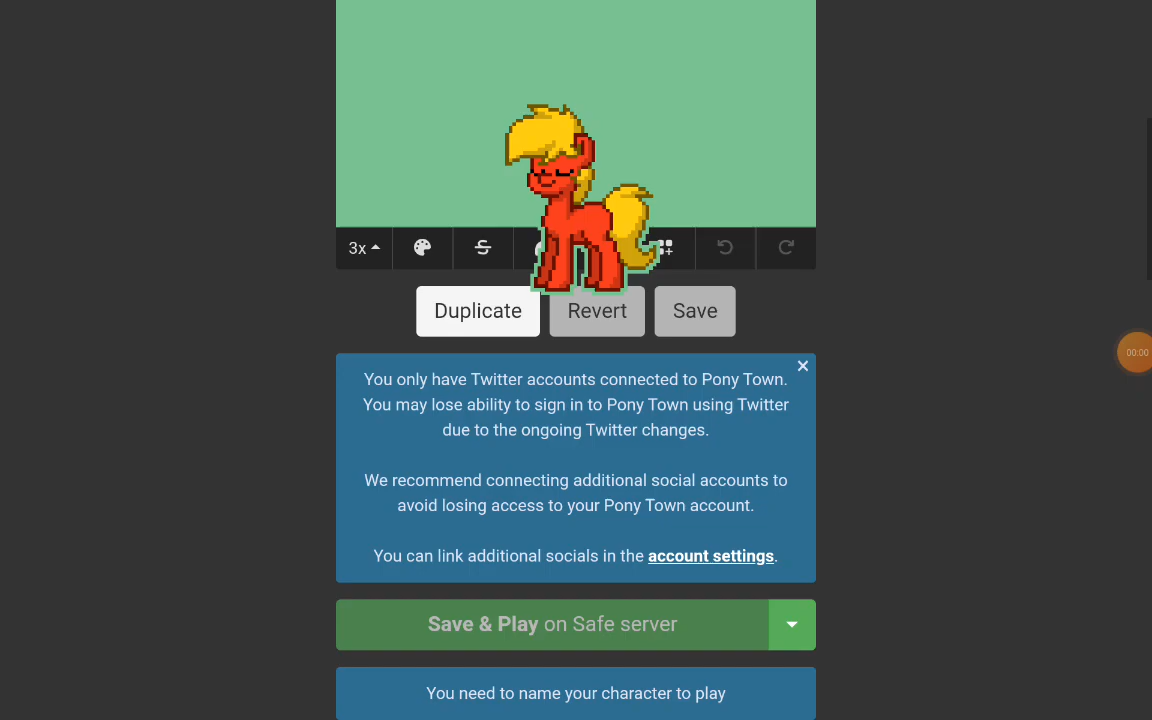 3x
Duplicate Revert Save
You only have Twitter accounts connected to Pony Town.
You may lose ability to sign in to Pony Town using Twitter
due to the ongoing Twitter changes.
We recommend connecting additional social accounts to
avoid losing access to your Pony Town account.
You can link additional socials in the account settings.
00:00
Save & Play on Safe server
You need to name your character to play